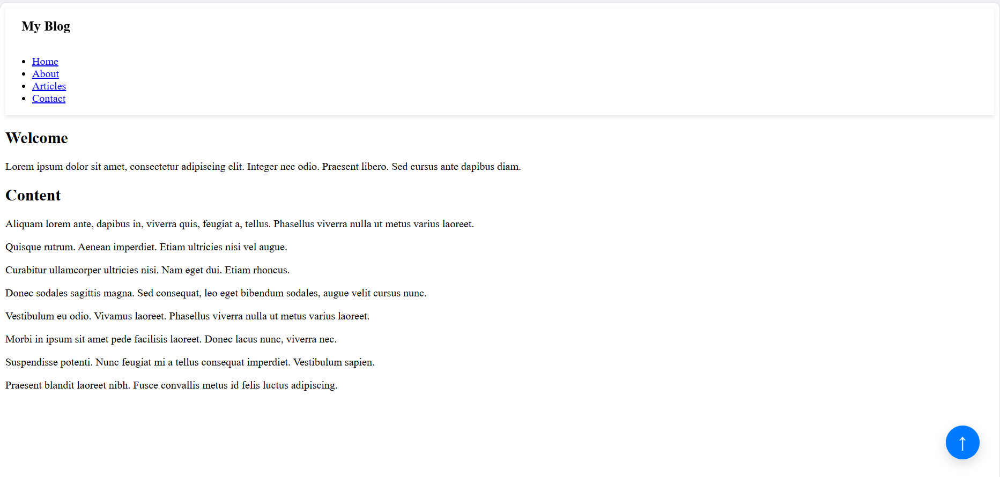 My Blog
Home
About
Articles
Contact
Welcome
Lorem ipsum dolor sit amet, consectetur adipiscing elit. Integer nec odio. Praesent libero. Sed cursus ante dapibus diam.
Content
Aliquam lorem ante, dapibus in, viverra quis, feugiat a, tellus. Phasellus viverra nulla ut metus varius laoreet.
Quisque rutrum. Aenean imperdiet. Etiam ultricies nisi vel augue.
Curabitur ullamcorper ultricies nisi. Nam eget dui. Etiam rhoncus.
Donec sodales sagittis magna. Sed consequat, leo eget bibendum sodales, augue velit cursus nunc.
Vestibulum eu odio. Vivamus laoreet. Phasellus viverra nulla ut metus varius laoreet.
Morbi in ipsum sit amet pede facilisis laoreet. Donec lacus nunc, viverra nec.
Suspendisse potenti. Nunc feugiat mi a tellus consequat imperdiet. Vestibulum sapien.
Praesent blandit laoreet nibh. Fusce convallis metus id felis luctus adipiscing.
↑